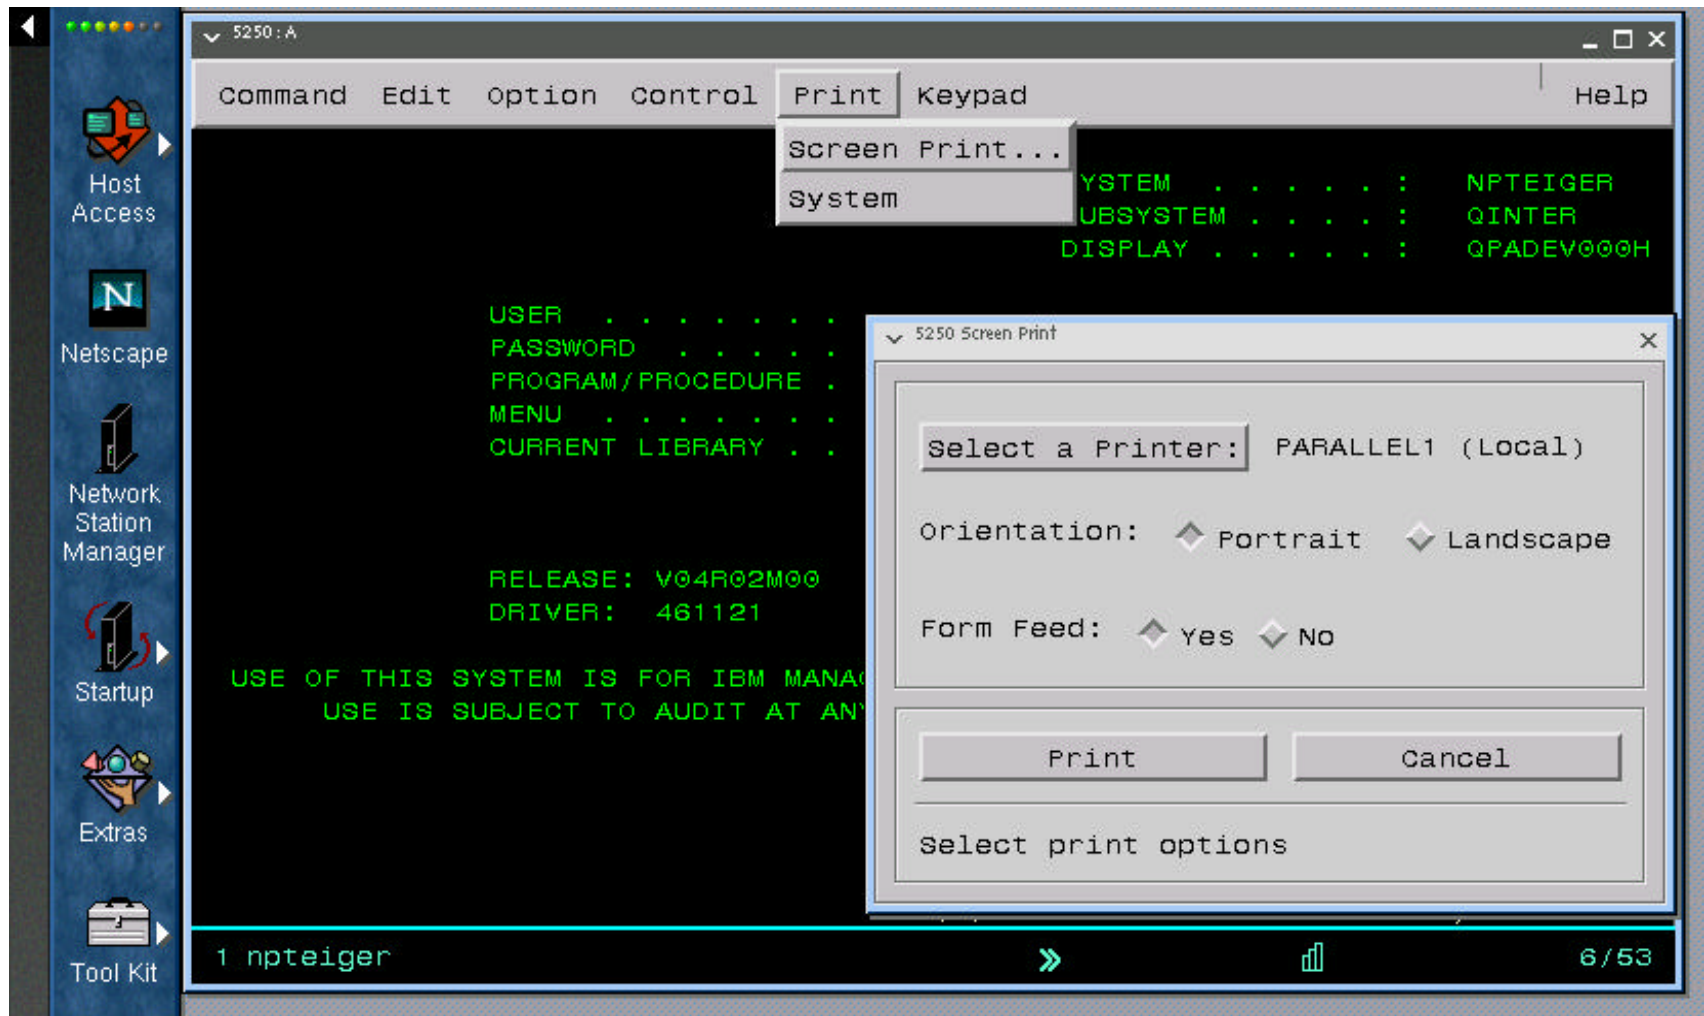 5250:A
Command Edit Option Control Print Keypad Help
Screen Print...
System
YSTEM . . . . . : NPTEIGER
UBSYSTEM . . . . : QINTER
DISPLAY . . . . . : QPADEV000H
USER . . . . . . .
PASSWORD . . . . .
PROGRAM/PROCEDURE .
MENU . . . . . . .
CURRENT LIBRARY . .
RELEASE: V04R02M00
DRIVER: 461121
USE OF THIS SYSTEM IS FOR IBM MANA
USE IS SUBJECT TO AUDIT AT AN
5250 Screen Print
Select a Printer: PARALLEL1 (Local)
Orientation: Portrait Landscape
Form Feed: Yes No
Print Cancel
Select print options
1 npteiger » 6/53
Host
Access
N
Netscape
Network
Station
Manager
Startup
Extras
Tool Kit